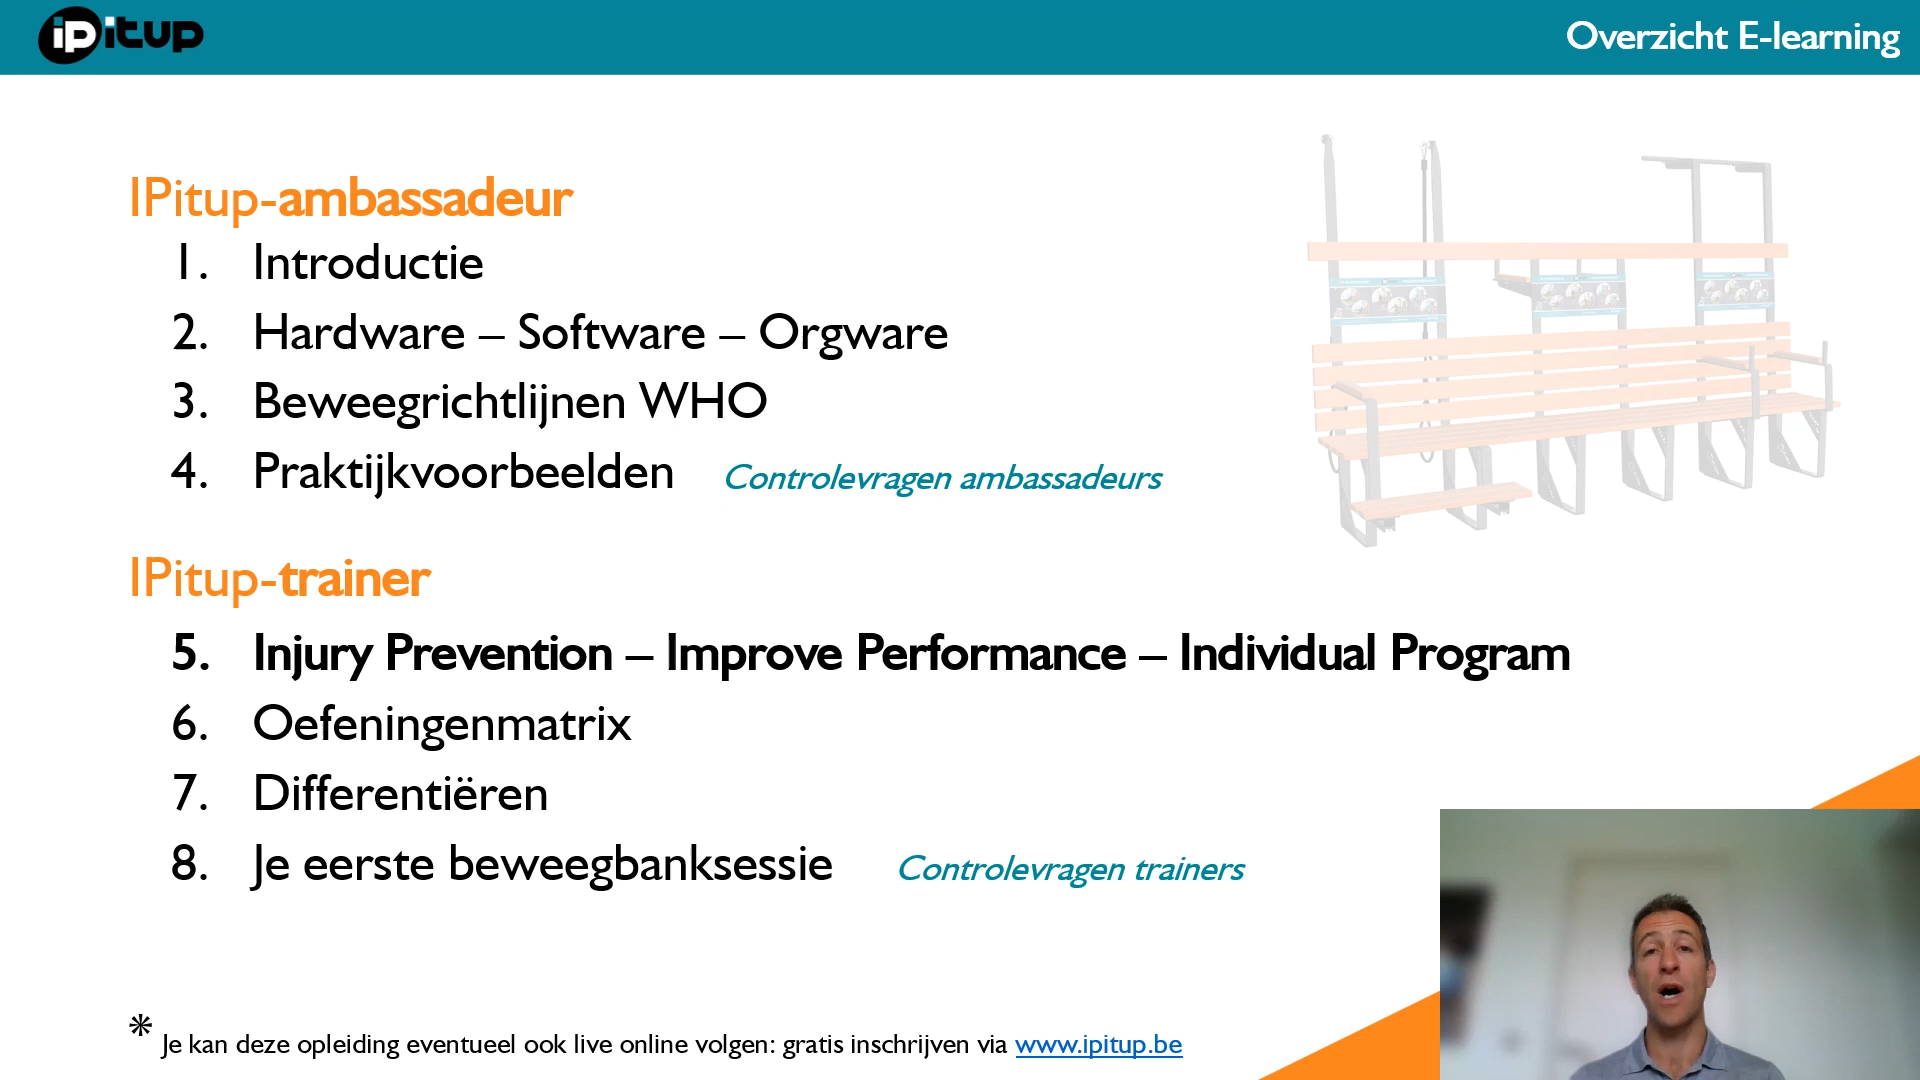 iPitup
Overzicht E-learning
IPitup-ambassadeur
1. Introductie
2. Hardware – Software – Orgware
3. Beweegrichtlijnen WHO
4. Praktijkvoorbeelden Controlevragen ambassadeurs
IPitup-trainer
5. Injury Prevention – Improve Performance – Individual Program
6. Oefeningenmatrix
7. Differentiëren
8. Je eerste beweegbanksessie Controlevragen trainers
* Je kan deze opleiding eventueel ook live online volgen: gratis inschrijven via www.ipitup.be